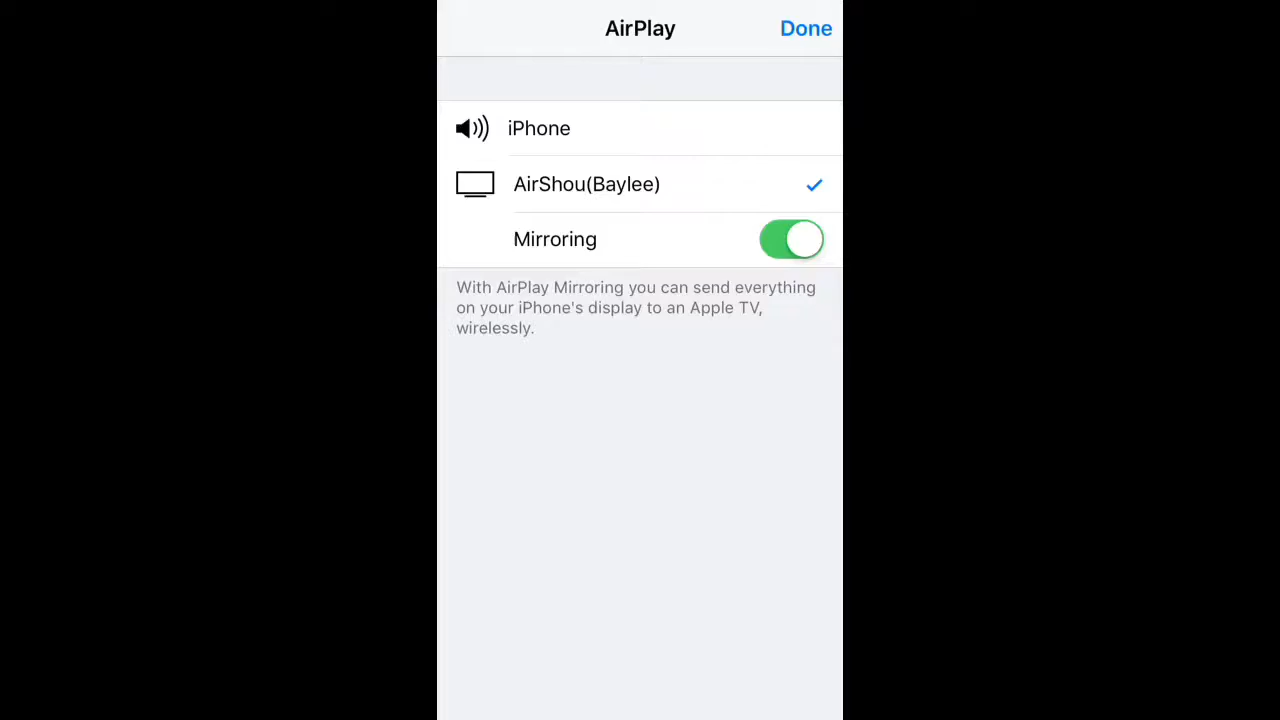 AirPlay
Done
iPhone
AirShou(Baylee)
Mirroring
With AirPlay Mirroring you can send everything
on your iPhone's display to an Apple TV,
wirelessly.